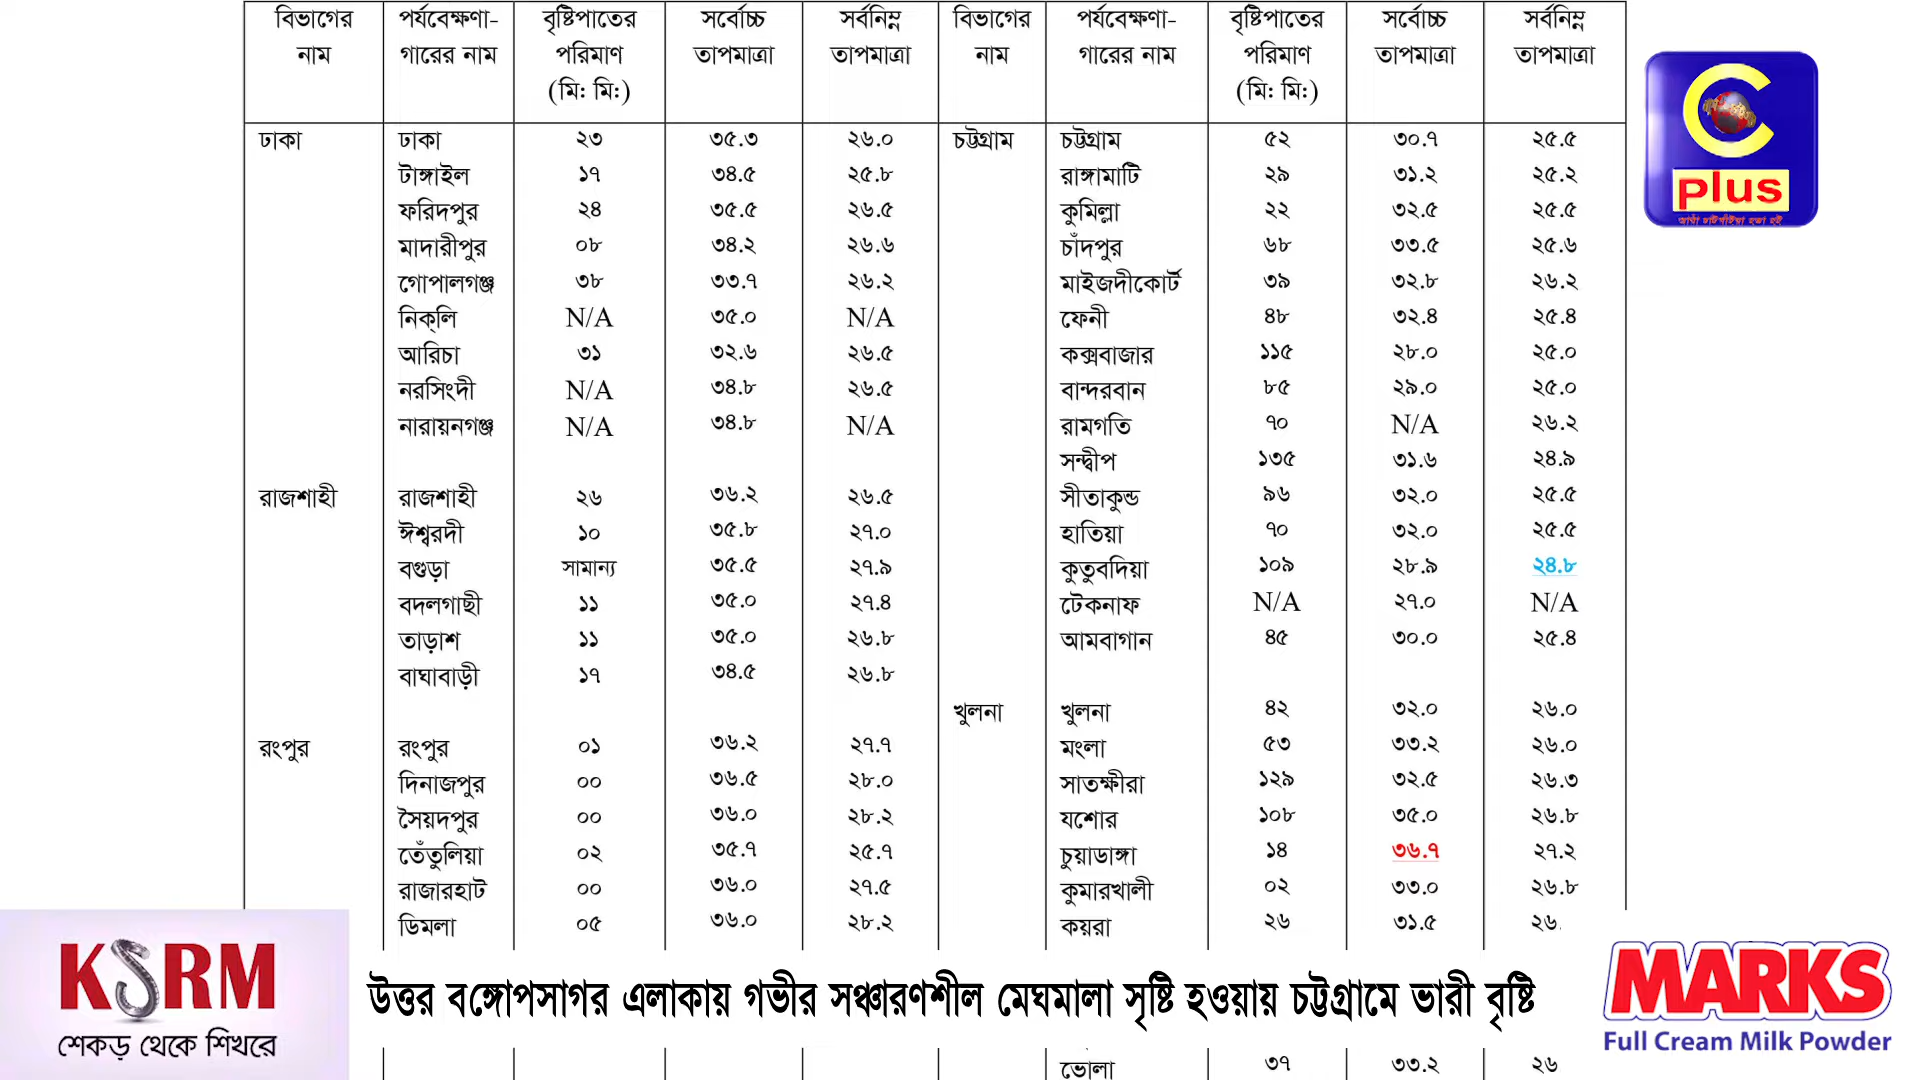 বিভাগের পর্যবেক্ষণা- বৃষ্টিপাতের সর্বোচ্চ সর্বনিম্ন বিভাগের পর্যবেক্ষণা- বৃষ্টিপাতের সর্বোচ্চ সর্বনিম্ন
নাম গারের নাম পরিমাণ তাপমাত্রা তাপমাত্রা নাম গারের নাম পরিমাণ তাপমাত্রা তাপমাত্রা
(মি: মি:) (মি: মি:)
ঢাকা ঢাকা ২৩ ৩৫.৩ ২৬.০ চট্টগ্রাম চট্টগ্রাম ৫২ ৩০.৭ ২৫.৫
টাঙ্গাইল ১৭ ৩৪.৫ ২৫.৮ রাঙ্গামাটি ২৯ ৩১.২ ২৫.২
ফরিদপুর ২৪ ৩৫.৫ ২৬.৫ কুমিল্লা ২২ ৩২.৫ ২৫.৫
মাদারীপুর ০৮ ৩৪.২ ২৬.৬ চাঁদপুর ৬৮ ৩৩.৫ ২৫.৬
গোপালগঞ্জ ৩৮ ৩৩.৭ ২৬.২ মাইজদীকোর্ট ৩৯ ৩২.৮ ২৬.২
নিক্‌লি N/A ৩৫.০ N/A ফেনী ৪৮ ৩২.৪ ২৫.৪
আরিচা ৩১ ৩২.৬ ২৬.৫ কক্সবাজার ১১৫ ২৮.০ ২৫.০
নরসিংদী N/A ৩৪.৮ ২৬.৫ বান্দরবান ৮৫ ২৯.০ ২৫.০
নারায়নগঞ্জ N/A ৩৪.৮ N/A রামগতি ৭০ N/A ২৬.২
সন্দ্বীপ ১৩৫ ৩১.৬ ২৪.৯
রাজশাহী রাজশাহী ২৬ ৩৬.২ ২৬.৫ সীতাকুন্ড ৯৬ ৩২.০ ২৫.৫
ঈশ্বরদী ১০ ৩৫.৮ ২৭.০ হাতিয়া ৭০ ৩২.০ ২৫.৫
বগুড়া সামান্য ৩৫.৫ ২৭.৯ কুতুবদিয়া ১০৯ ২৮.৯ ২৪.৮
বদলগাছী ১১ ৩৫.০ ২৭.৪ টেকনাফ N/A ২৭.০ N/A
তাড়াশ ১১ ৩৫.০ ২৬.৮ আমবাগান ৪৫ ৩০.০ ২৫.৪
বাঘাবাড়ী ১৭ ৩৪.৫ ২৬.৮
খুলনা খুলনা ৪২ ৩২.০ ২৬.০
রংপুর রংপুর ০১ ৩৬.২ ২৭.৭ মংলা ৫৩ ৩৩.২ ২৬.০
দিনাজপুর ০০ ৩৬.৫ ২৮.০ সাতক্ষীরা ১২৯ ৩২.৫ ২৬.৩
সৈয়দপুর ০০ ৩৬.০ ২৮.২ যশোর ১০৮ ৩৫.০ ২৬.৮
তেঁতুলিয়া ০২ ৩৫.৭ ২৫.৭ চুয়াডাঙ্গা ১৪ ৩৬.৭ ২৭.২
রাজারহাট ০০ ৩৬.০ ২৭.৫ কুমারখালী ০২ ৩৩.০ ২৬.৮
ডিমলা ০৫ ৩৬.০ ২৮.২ কয়রা ২৬ ৩১.৫ ২৬.
ভোলা ৩৭ ৩৩.২ ২৬
C
plus
KSRM
শেকড় থেকে শিখরে
উত্তর বঙ্গোপসাগর এলাকায় গভীর সঞ্চারণশীল মেঘমালা সৃষ্টি হওয়ায় চট্টগ্রামে ভারী বৃষ্টি
MARKS
Full Cream Milk Powder